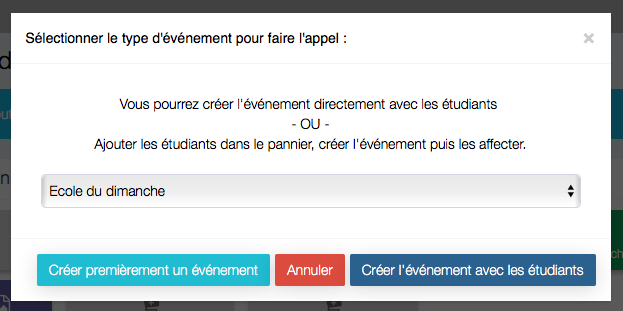 Sélectionner le type d'événement pour faire l'appel :
×
Vous pourrez créer l'événement directement avec les étudiants
- OU -
Ajouter les étudiants dans le pannier, créer l'événement puis les affecter.
Ecole du dimanche
Créer premièrement un événement
Annuler
Créer l'événement avec les étudiants